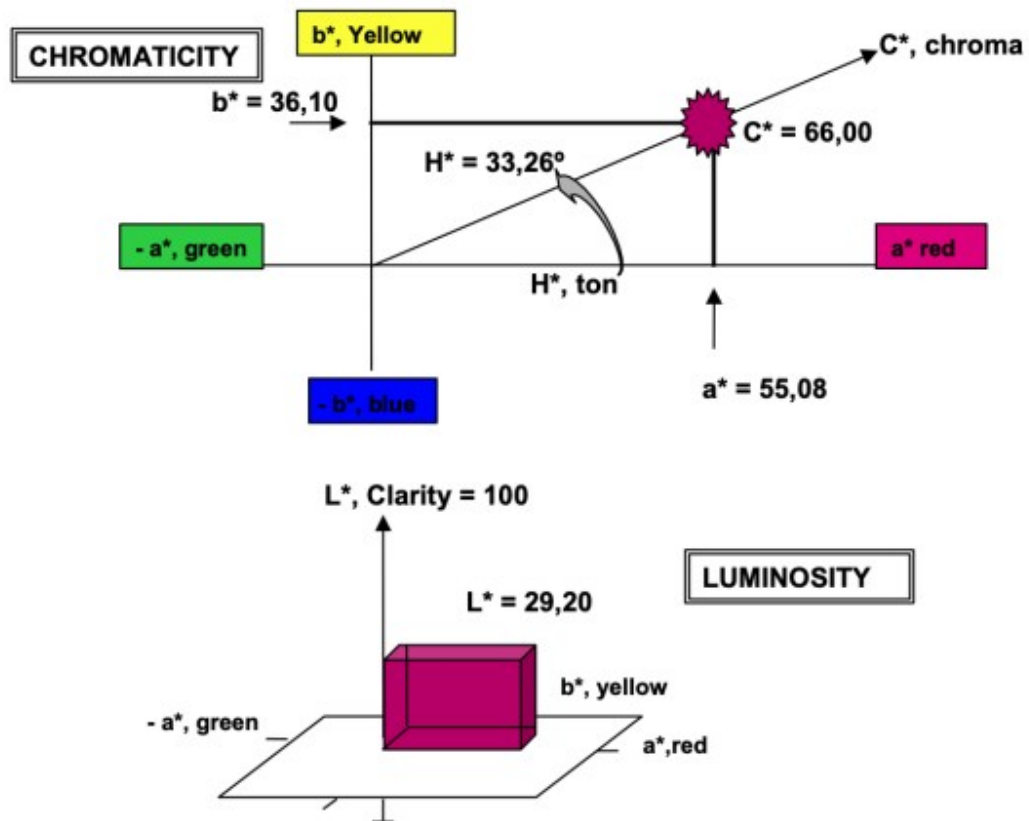 b*, Yellow
CHROMATICITY
C*, chroma
b* = 36,10
C* = 66,00
H* = 33,26º
- a*, green
a* red
H*, ton
a* = 55,08
- b*, blue
L*, Clarity = 100
LUMINOSITY
L* = 29,20
b*, yellow
- a*, green
a*,red